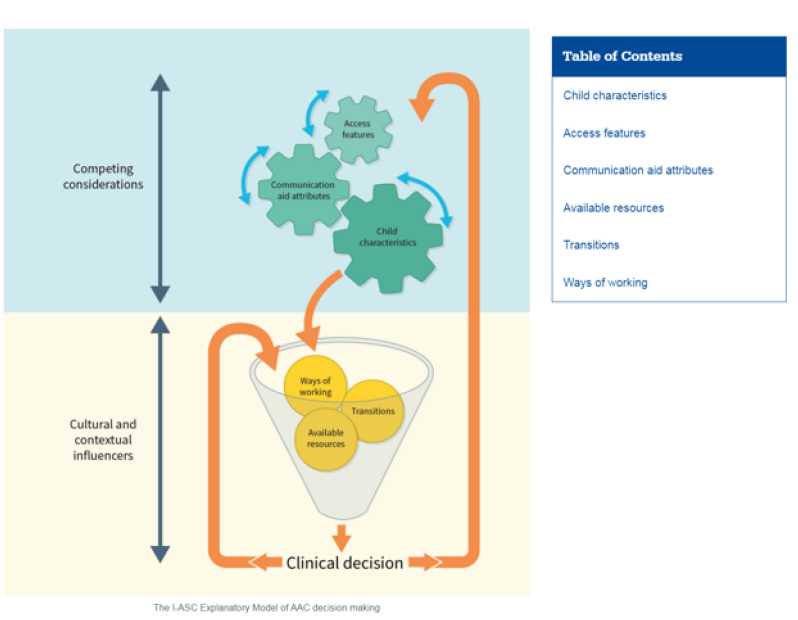 Competing
considerations
Access
features
Communication
aid attributes
Child
characteristics
Cultural and
contextual
influencers
Ways of
working
Transitions
Available
resources
Clinical decision
The I-ASC Explanatory Model of AAC decision making
Table of Contents
Child characteristics
Access features
Communication aid attributes
Available resources
Transitions
Ways of working